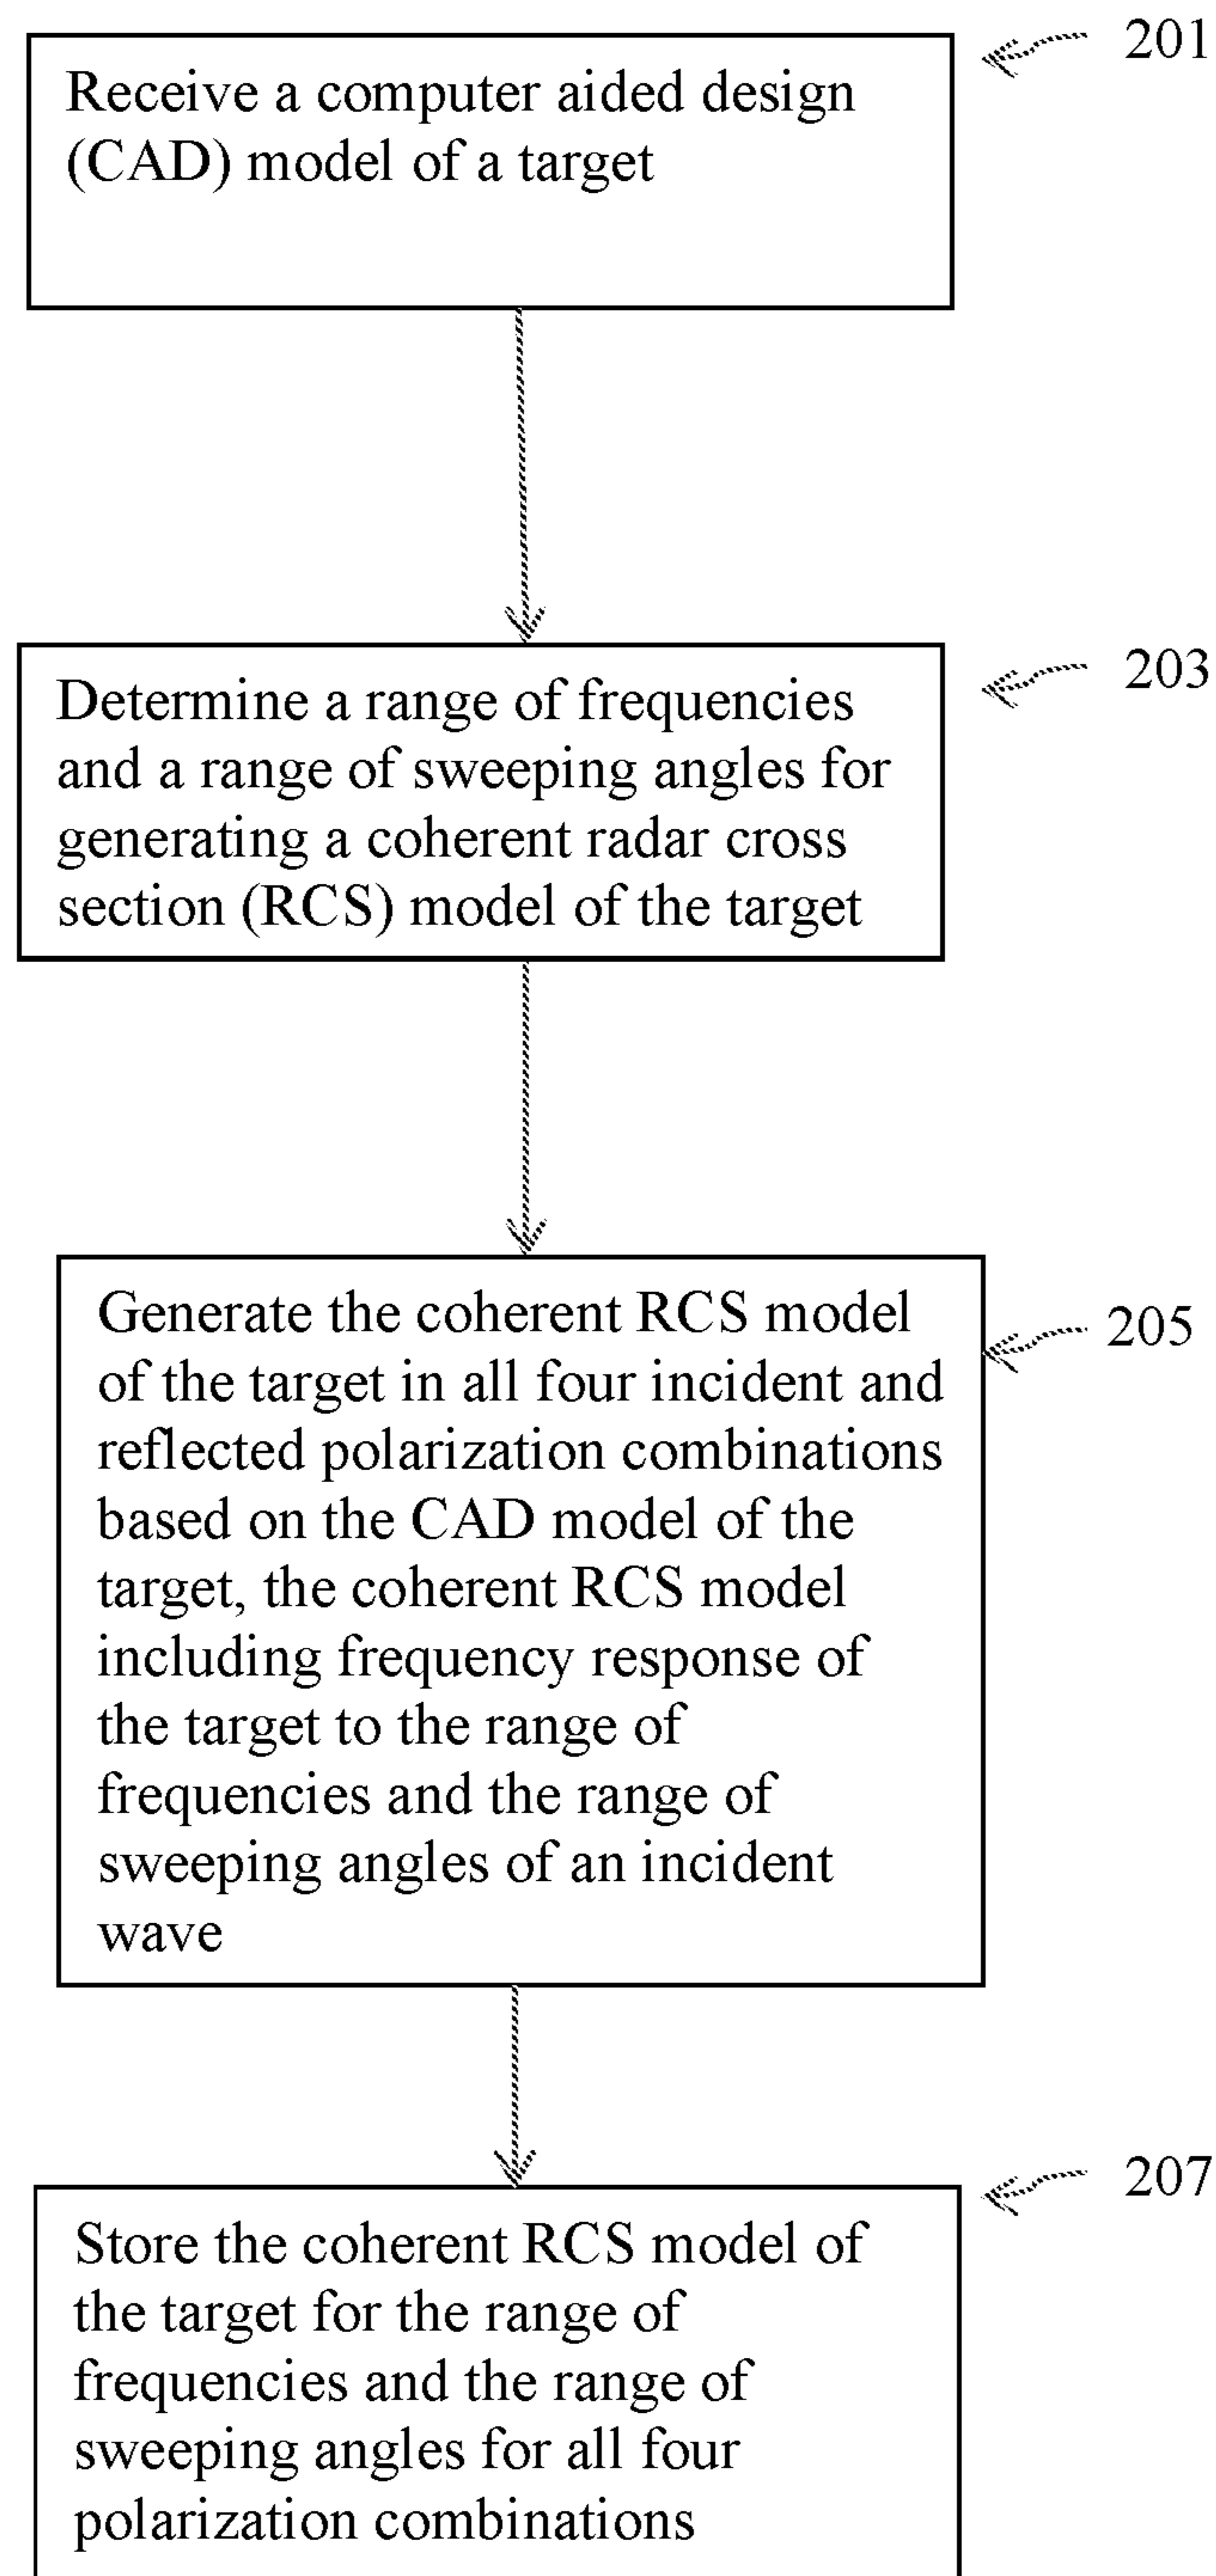 201
Receive a computer aided design
(CAD) model of a target
203
Determine a range of frequencies
and a range of sweeping angles for
generating a coherent radar cross
section (RCS) model of the target
205
Generate the coherent RCS model
of the target in all four incident and
reflected polarization combinations
based on the CAD model of the
target, the coherent RCS model
including frequency response of
the target to the range of
frequencies and the range of
sweeping angles of an incident
wave
207
Store the coherent RCS model of
the target for the range of
frequencies and the range of
sweeping angles for all four
polarization combinations